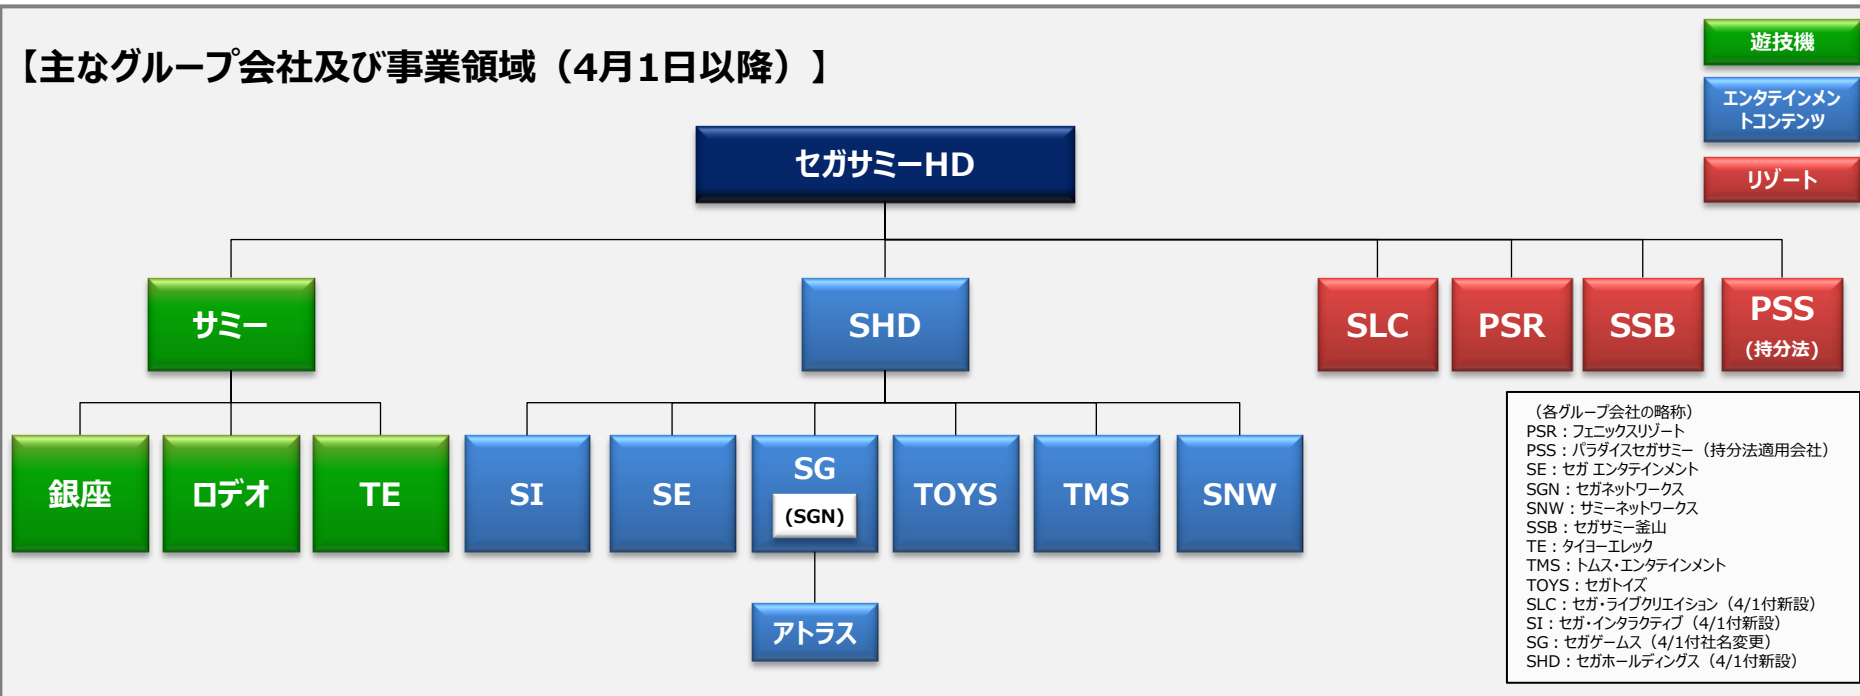 【主なグループ会社及び事業領域（4月1日以降）】
遊技機
エンタテインメン
トコンテンツ
リゾート
セガサミーHD
サミー
SHD
SLC
PSR
SSB
PSS
(持分法)
銀座
ロデオ
TE
SI
SE
SG
(SGN)
TOYS
TMS
SNW
アトラス
（各グループ会社の略称）
PSR：フェニックスリゾート
PSS：パラダイスセガサミー（持分法適用会社）
SE：セガ エンタテインメント
SGN：セガネットワークス
SNW：サミーネットワークス
SSB：セガサミー釜山
TE：タイヨーエレック
TMS：トムス・エンタテインメント
TOYS：セガトイズ
SLC：セガ・ライブクリエイション（4/1付新設）
SI：セガ・インタラクティブ（4/1付新設）
SG：セガゲームス（4/1付社名変更）
SHD：セガホールディングス（4/1付新設）